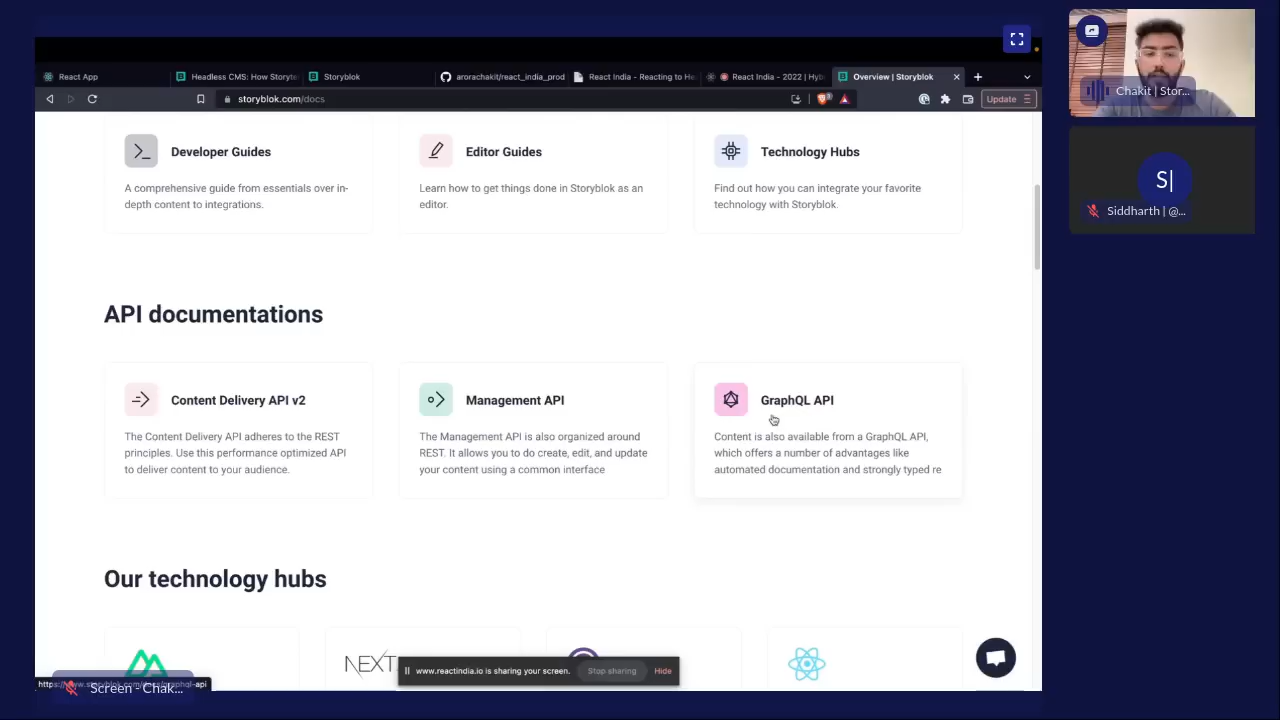 React App
Headless CMS: How Storyte
Storyblok
arorachakit/react_india_prod
React India - Reacting to He
React India - 2022 | Hyb
Overview | Storyblok
storyblok.com/docs
Update
Developer Guides
A comprehensive guide from essentials over in-
depth content to integrations.
Editor Guides
Learn how to get things done in Storyblok as an
editor.
Technology Hubs
Find out how you can integrate your favorite
technology with Storyblok.
API documentations
Content Delivery API v2
The Content Delivery API adheres to the REST
principles. Use this performance optimized API
to deliver content to your audience.
Management API
The Management API is also organized around
REST. It allows you to do create, edit, and update
your content using a common interface
GraphQL API
Content is also available from a GraphQL API,
which offers a number of advantages like
automated documentation and strongly typed re
Our technology hubs
NEXT
www.reactindia.io is sharing your screen.
Stop sharing
Hide
Screen - Chak...
Chakit | Stor...
S|
Siddharth | @...